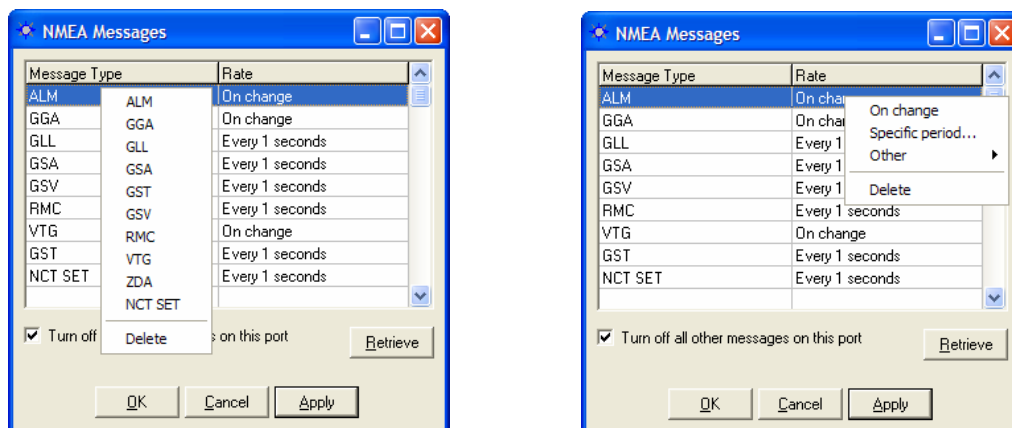 NMEA Messages
Message Type Rate
ALM On change
GGA On change
GLL Every 1 seconds
GSA Every 1 seconds
GSV Every 1 seconds
RMC Every 1 seconds
VTG On change
GST Every 1 seconds
NCT SET Every 1 seconds
ALM
GGA
GLL
GSA
GST
GSV
RMC
VTG
ZDA
NCT SET
Delete
Turn off s on this port
Retrieve
OK Cancel Apply
NMEA Messages
Message Type Rate
ALM On chan
GGA On chan
GLL Every 1
GSA Every 1
GSV Every 1
RMC Every 1 seconds
VTG On change
GST Every 1 seconds
NCT SET Every 1 seconds
On change
Specific period...
Other
Delete
Turn off all other messages on this port
Retrieve
OK Cancel Apply